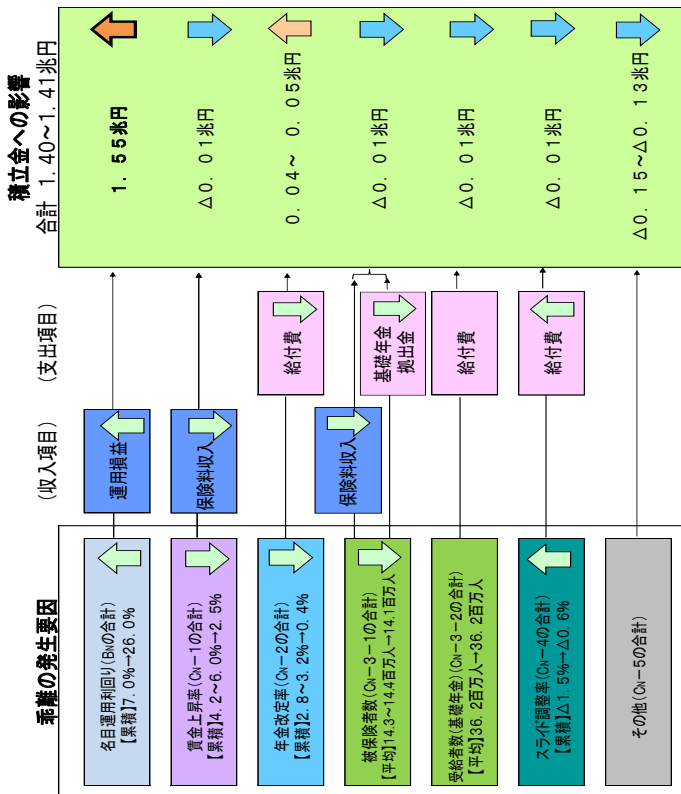 乖離の発生要因
(収入項目)
(支出項目)
積立金への影響
合計 1.40～1.41兆円
名目運用利回り(BNの合計)
【累積】7.0%→26.0%
運用損益
1.55兆円
賃金上昇率(CN－1の合計)
【累積】4.2～6.0%→2.5%
保険料収入
△0.01兆円
年金改定率(CN－2の合計)
【累積】2.8～3.2%→0.4%
給付費
0.04～0.05兆円
被保険者数(CN－3－1の合計)
【平均】14.3～14.4百万人→14.1百万人
保険料収入
基礎年金
拠出金
△0.01兆円
受給者数(基礎年金)(CN－3－2の合計)
【平均】36.2百万人→36.2百万人
給付費
△0.01兆円
スライド調整率(CN－4の合計)
【累積】△1.5%→△0.6%
給付費
△0.01兆円
その他(CN－5の合計)
△0.15～△0.13兆円